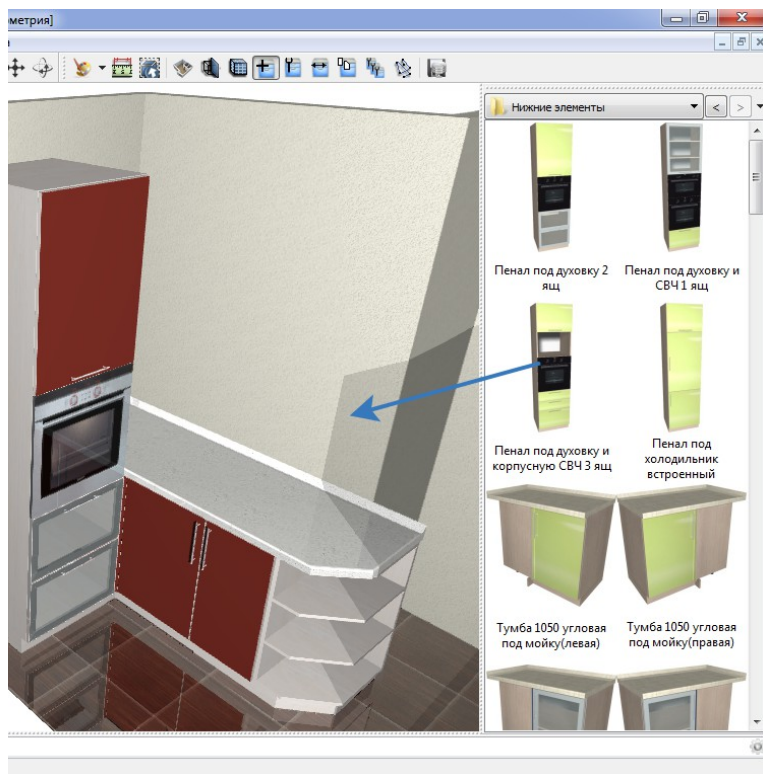 ометрия]
Нижние элементы
<
>
Пенал под духовку 2
ящ
Пенал под духовку и
СВЧ 1 ящ
Пенал под духовку и
корпусную СВЧ 3 ящ
Пенал под
холодильник
встроенный
Тумба 1050 угловая
под мойку(левая)
Тумба 1050 угловая
под мойку(правая)